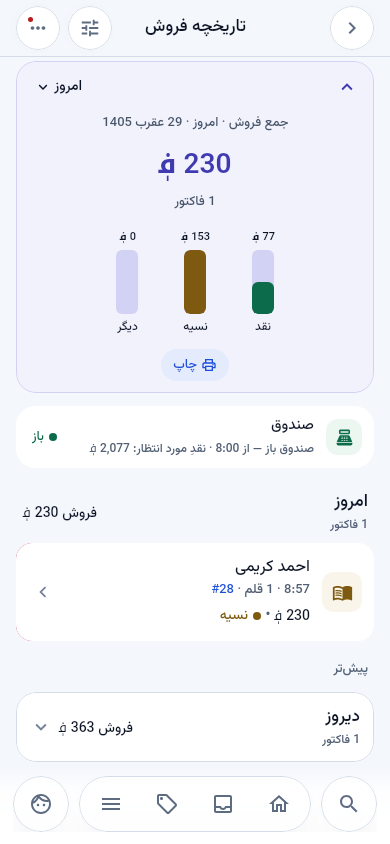 تاریخچه فروش
امروز
جمع فروش · امروز · 29 عقرب 1405
230 ؋
1 فاکتور
77 ؋
153 ؋
0 ؋
نقد
نسیه
دیگر
چاپ
صندوق
صندوق باز — از 8:00 · نقدِ مورد انتظار: 2,077 ؋
باز
امروز
1 فاکتور
فروش 230 ؋
احمد کریمی
8:57 · 1 قلم · #28
230 ؋ • نسیه
پیش‌تر
دیروز
1 فاکتور
فروش 363 ؋